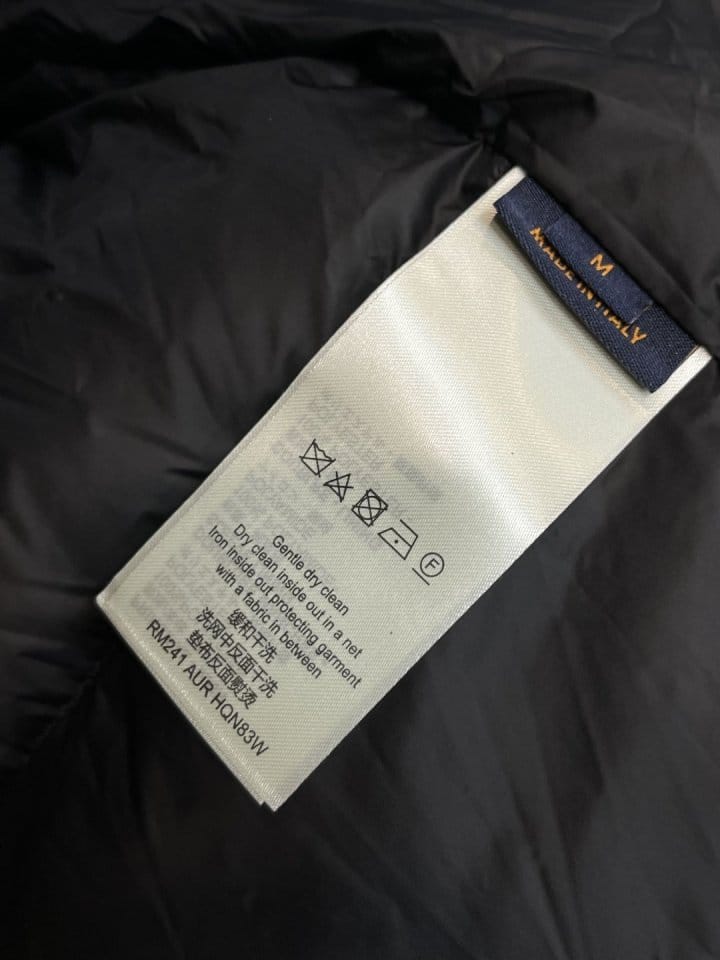 M
MADE IN ITALY
F
Gentle dry clean
Dry clean inside out in a net
Iron inside out protecting garment
with a fabric in between
缓和干洗
洗网中反面干洗
垫布反面熨烫
RM241 AUR HQN83W